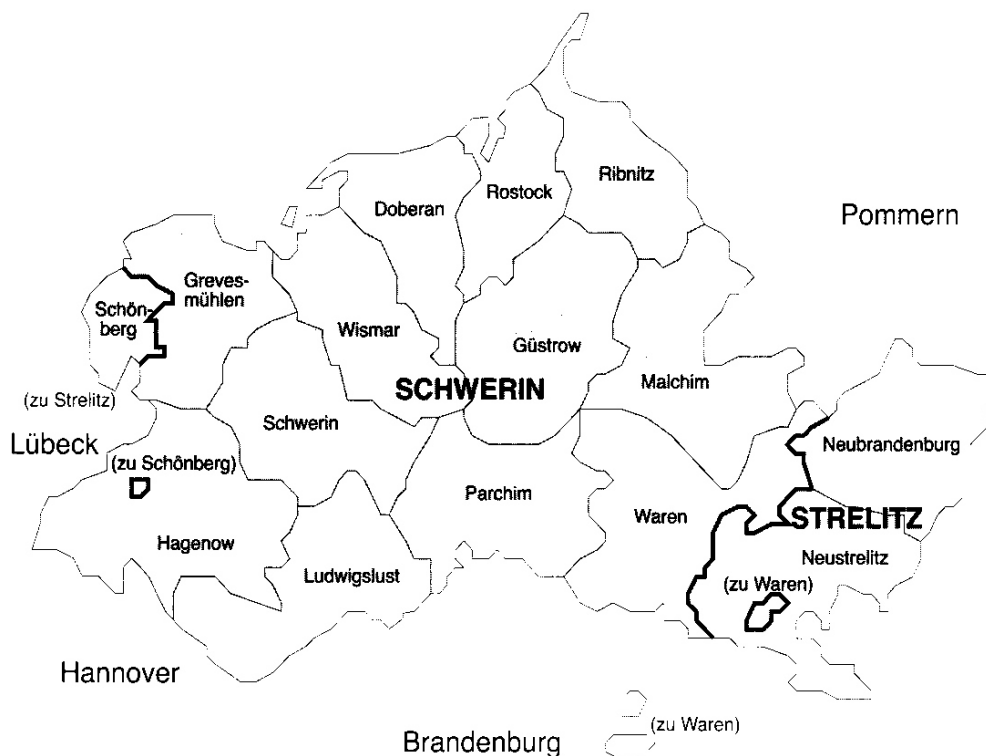 Ribnitz
Rostock
Doberan
Pommern
Greves-
mühlen
Schön-
berg
Wismar
Güstrow
Malchim
SCHWERIN
(zu Strelitz)
Schwerin
Lübeck
Neubrandenburg
(zu Schönberg)
Parchim
Waren
STRELITZ
Hagenow
Ludwigslust
Neustrelitz
(zu Waren)
Hannover
(zu Waren)
Brandenburg